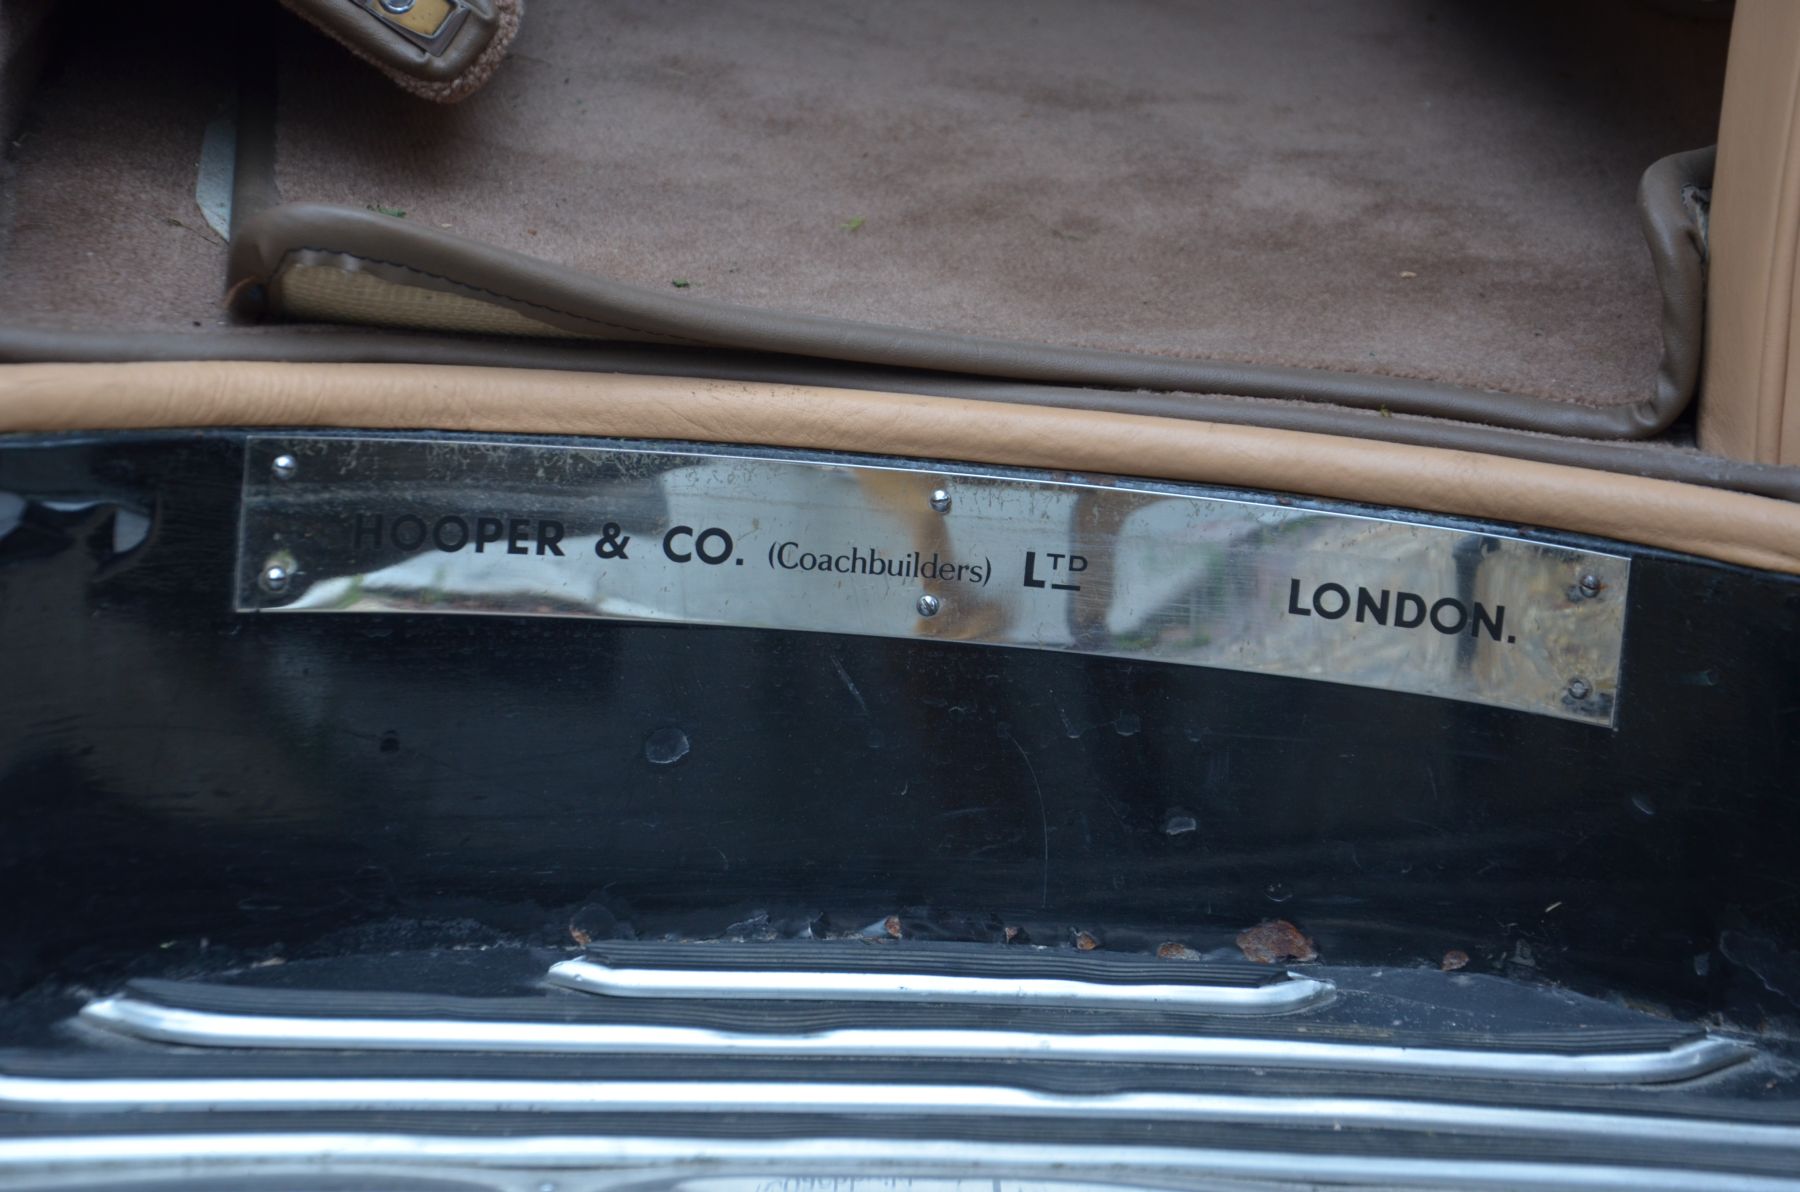 HOOPER & CO. (Coachbuilders) LTD LONDON.